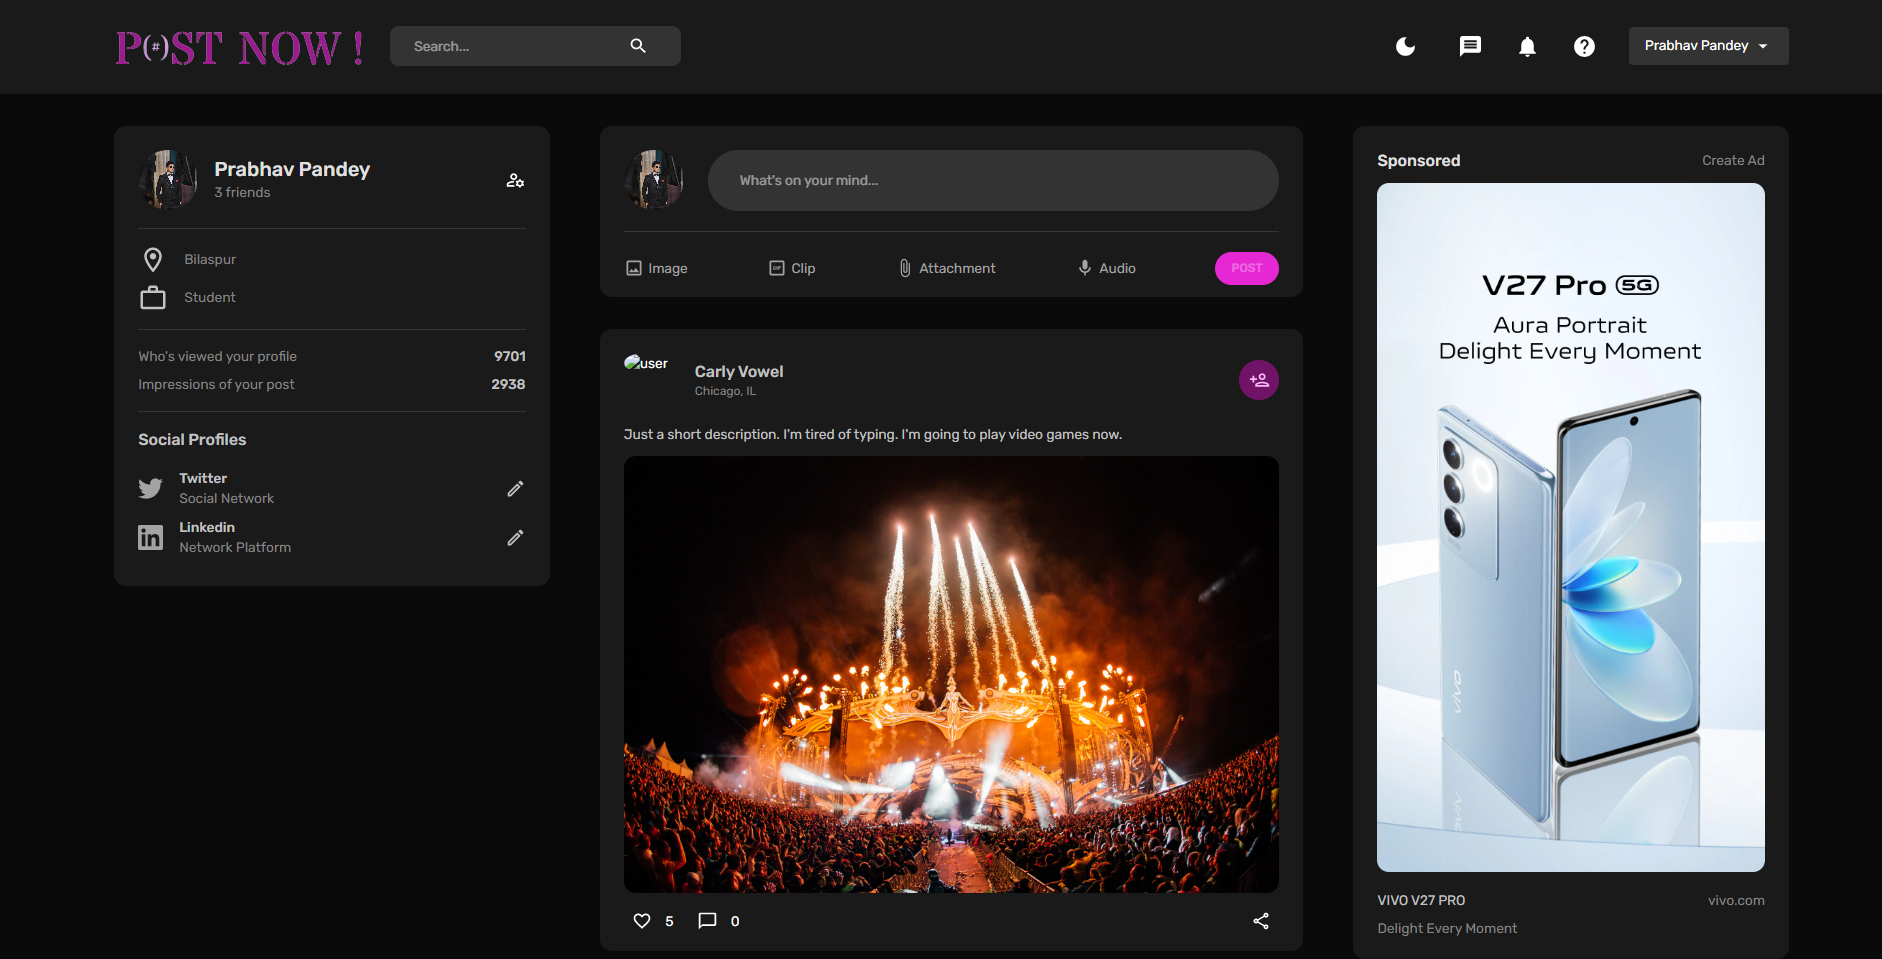 P(#)ST NOW !
Search...
Prabhav Pandey
Prabhav Pandey
3 friends
Bilaspur
Student
Who's viewed your profile 9701
Impressions of your post 2938
Social Profiles
Twitter
Social Network
Linkedin
Network Platform
What's on your mind...
Image GIF Clip Attachment Audio POST
user
Carly Vowel
Chicago, IL
Just a short description. I'm tired of typing. I'm going to play video games now.
5 0
Sponsored Create Ad
V27 Pro 5G
Aura Portrait
Delight Every Moment
vivo
VIVO V27 PRO vivo.com
Delight Every Moment